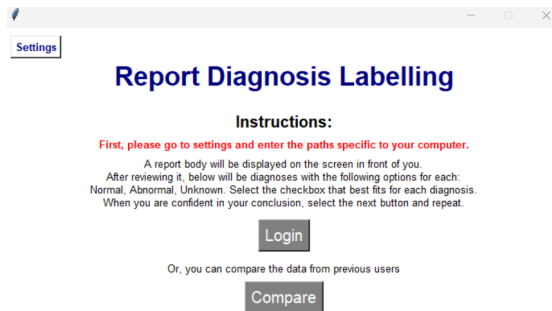 Settings
Report Diagnosis Labelling
Instructions:
First, please go to settings and enter the paths specific to your computer.
A report body will be displayed on the screen in front of you.
After reviewing it, below will be diagnoses with the following options for each:
Normal, Abnormal, Unknown. Select the checkbox that best fits for each diagnosis.
When you are confident in your conclusion, select the next button and repeat.
Login
Or, you can compare the data from previous users
Compare